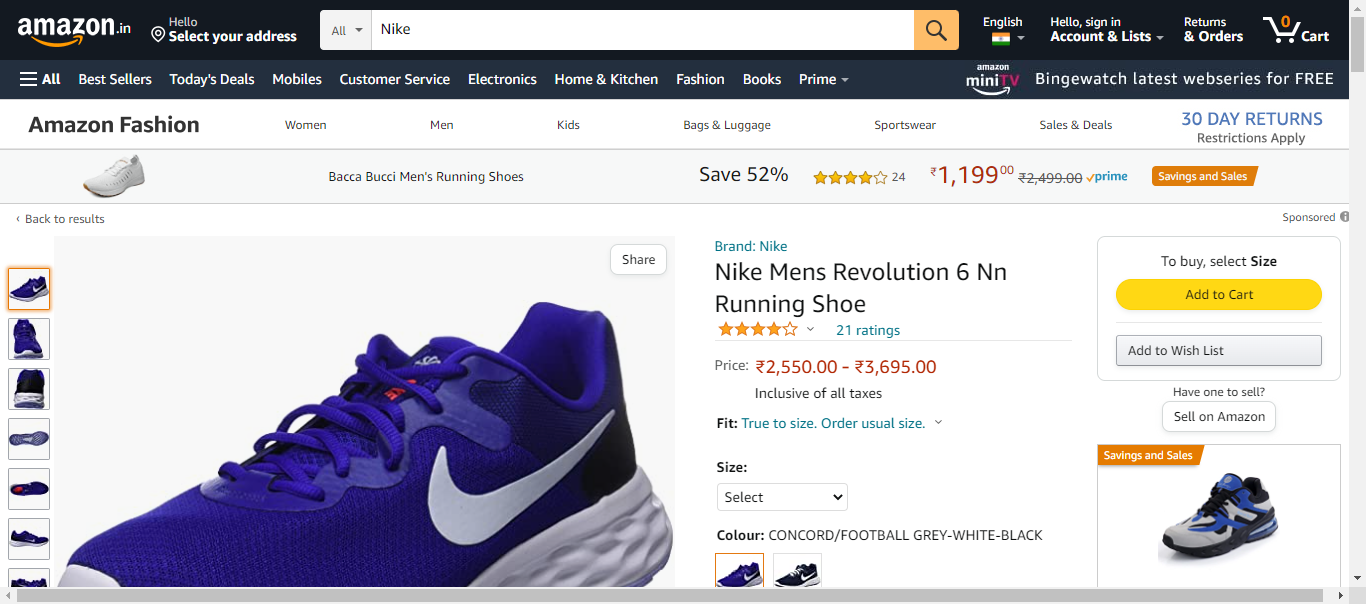 amazon.in
Hello
Select your address
All
Nike
English
Hello, sign in
Account & Lists
Returns
& Orders
0
Cart
All
Best Sellers
Today's Deals
Mobiles
Customer Service
Electronics
Home & Kitchen
Fashion
Books
Prime
amazon
miniTV
Bingewatch latest webseries for FREE
Amazon Fashion
Women
Men
Kids
Bags & Luggage
Sportswear
Sales & Deals
30 DAY RETURNS
Restrictions Apply
Bacca Bucci Men's Running Shoes
Save 52%
24
₹1,19900
₹2,499.00
prime
Savings and Sales
‹ Back to results
Sponsored
Share
Brand: Nike
Nike Mens Revolution 6 Nn
Running Shoe
21 ratings
Price: ₹2,550.00 - ₹3,695.00
Inclusive of all taxes
Fit: True to size. Order usual size.
Size:
Select
Colour: CONCORD/FOOTBALL GREY-WHITE-BLACK
To buy, select Size
Add to Cart
Add to Wish List
Have one to sell?
Sell on Amazon
Savings and Sales